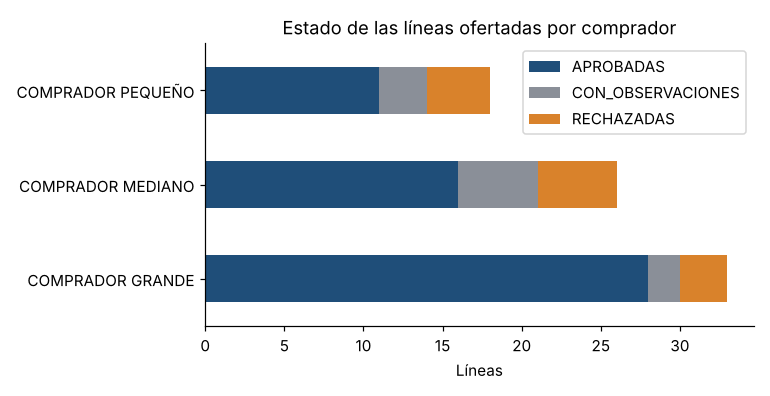 Estado de las líneas ofertadas por comprador
APROBADAS
CON_OBSERVACIONES
RECHAZADAS
COMPRADOR PEQUEÑO
COMPRADOR MEDIANO
COMPRADOR GRANDE
0 5 10 15 20 25 30
Líneas